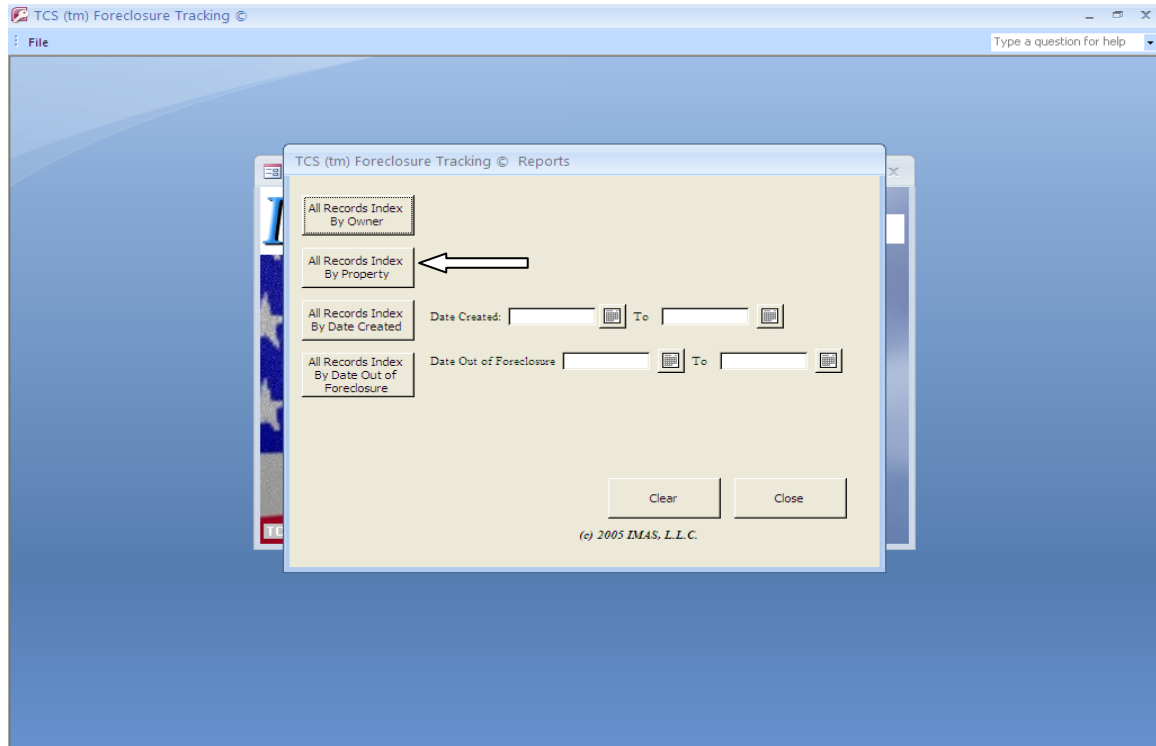 TCS (tm) Foreclosure Tracking ©
File
Type a question for help
TCS (tm) Foreclosure Tracking © Reports
All Records Index
By Owner
All Records Index
By Property
All Records Index
By Date Created
Date Created:
To
All Records Index
By Date Out of
Foreclosure
Date Out of Foreclosure
To
Clear
Close
TC
(c) 2005 IMAS, L.L.C.